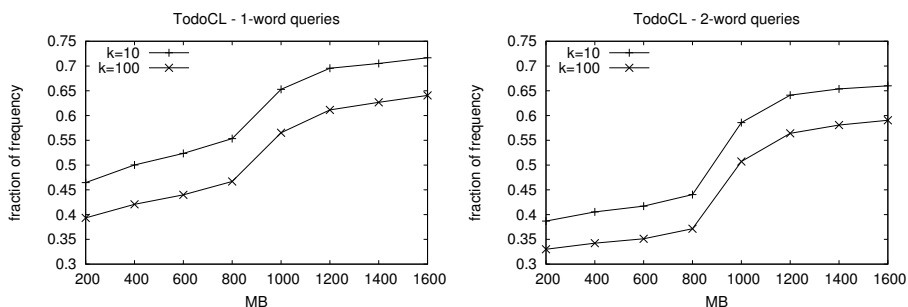 TodoCL - 1-word queries
0.75
0.7
0.65
0.6
0.55
0.5
0.45
0.4
0.35
0.3
fraction of frequency
k=10
k=100
200 400 600 800 1000 1200 1400 1600
MB
TodoCL - 2-word queries
0.75
0.7
0.65
0.6
0.55
0.5
0.45
0.4
0.35
0.3
fraction of frequency
k=10
k=100
200 400 600 800 1000 1200 1400 1600
MB